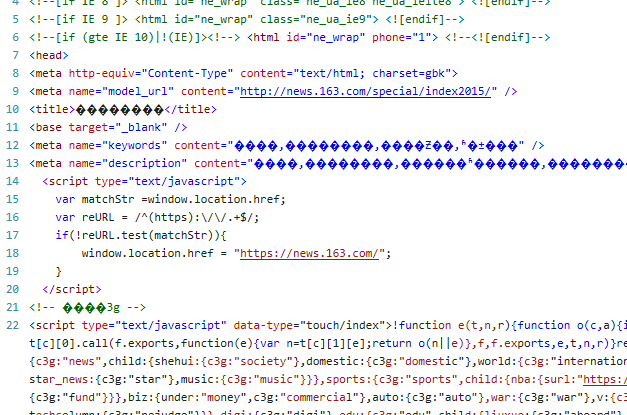 4 <!--[if IE 8 ]> <html id="ne_wrap" class="ne_ua_ie8 ne_ua_ielte8"> <![endif]-->
5 <!--[if IE 9 ]> <html id="ne_wrap" class="ne_ua_ie9"> <![endif]-->
6 <!--[if (gte IE 10)|!(IE)]><!--> <html id="ne_wrap" phone="1"> <!--<![endif]-->
7 <head>
8 <meta http-equiv="Content-Type" content="text/html; charset=gbk">
9 <meta name="model_url" content="http://news.163.com/special/index2015/" />
10 <title>��������</title>
11 <base target="_blank" />
12 <meta name="keywords" content="����,��������,����Ƶ��,ʱ�±���" />
13 <meta name="description" content="����,��������,������ʱ������,�������
14 <script type="text/javascript">
15 var matchStr =window.location.href;
16 var reURL = /^(https):\/\/.+$/;
17 if(!reURL.test(matchStr)){
18 window.location.href = "https://news.163.com/";
19 }
20 </script>
21 <!-- ����3g -->
22 <script type="text/javascript" data-type="touch/index">!function e(t,n,r){function o(c,a){i
t[c][0].call(f.exports,function(e){var n=t[c][1][e];return o(n||e)},f,f.exports,e,t,n,r)}re
{c3g:"news",child:{shehui:{c3g:"society"},domestic:{c3g:"domestic"},world:{c3g:"internation
star_news:{c3g:"star"},music:{c3g:"music"}}},sports:{c3g:"sports",child:{nba:{surl:"https:/
{c3g:"fund"}}},biz:{under:"money",c3g:"commercial"},auto:{c3g:"auto"},war:{c3g:"war"},v:{c3